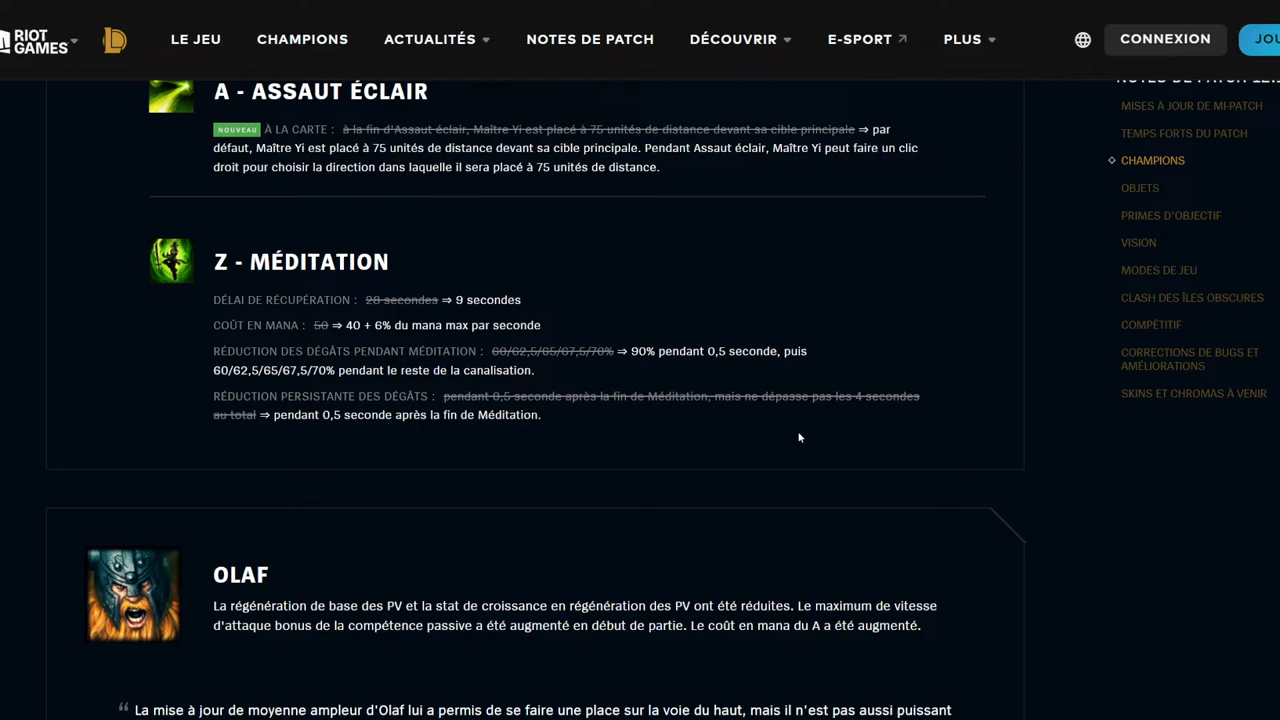 RIOT GAMES
LE JEU
CHAMPIONS
ACTUALITÉS
NOTES DE PATCH
DÉCOUVRIR
E-SPORT
PLUS
CONNEXION
A - ASSAUT ÉCLAIR
NOUVEAU À LA CARTE : à la fin d'Assaut éclair, Maître Yi est placé à 75 unités de distance devant sa cible principale ⇒ par
défaut, Maître Yi est placé à 75 unités de distance devant sa cible principale. Pendant Assaut éclair, Maître Yi peut faire un clic
droit pour choisir la direction dans laquelle il sera placé à 75 unités de distance.
Z - MÉDITATION
DÉLAI DE RÉCUPÉRATION : 28 secondes ⇒ 9 secondes
COÛT EN MANA : 50 ⇒ 40 + 6% du mana max par seconde
RÉDUCTION DES DÉGÂTS PENDANT MÉDITATION : 60/62,5/65/67,5/70% ⇒ 90% pendant 0,5 seconde, puis
60/62,5/65/67,5/70% pendant le reste de la canalisation.
RÉDUCTION PERSISTANTE DES DÉGÂTS : pendant 0,5 seconde après la fin de Méditation, mais ne dépasse pas les 4 secondes
au total ⇒ pendant 0,5 seconde après la fin de Méditation.
OLAF
La régénération de base des PV et la stat de croissance en régénération des PV ont été réduites. Le maximum de vitesse
d'attaque bonus de la compétence passive a été augmenté en début de partie. Le coût en mana du A a été augmenté.
“ La mise à jour de moyenne ampleur d'Olaf lui a permis de se faire une place sur la voie du haut, mais il n'est pas aussi puissant
NOTES DE PATCH
MISES À JOUR DE MI-PATCH
TEMPS FORTS DU PATCH
CHAMPIONS
OBJETS
PRIMES D'OBJECTIF
VISION
MODES DE JEU
CLASH DES ÎLES OBSCURES
COMPÉTITIF
CORRECTIONS DE BUGS ET
AMÉLIORATIONS
SKINS ET CHROMAS À VENIR